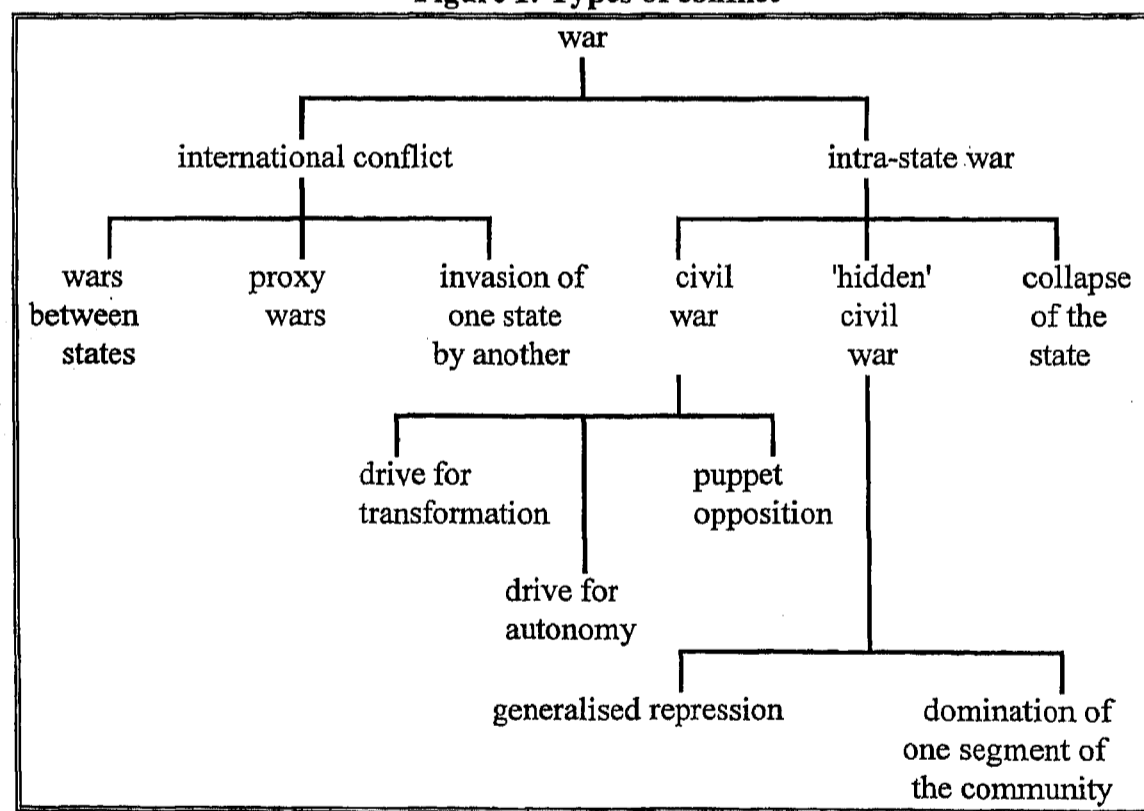 war
international conflict
intra-state war
wars
between
states
proxy
wars
invasion of
one state
by another
civil
war
'hidden'
civil
war
collapse
of the
state
drive for
transformation
puppet
opposition
drive for
autonomy
generalised repression
domination of
one segment of
the community